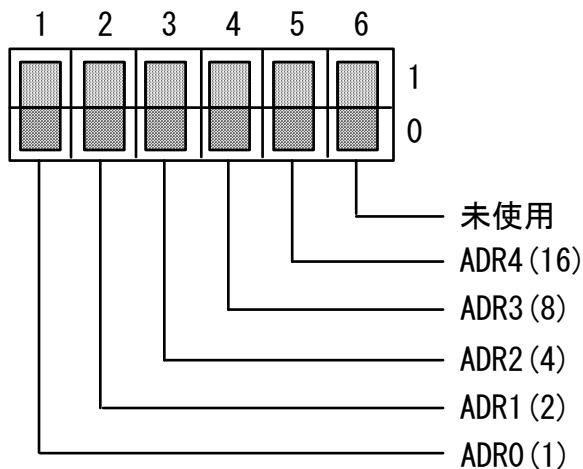 1 2 3 4 5 6
1
0
未使用
ADR4(16)
ADR3(8)
ADR2(4)
ADR1(2)
ADR0(1)